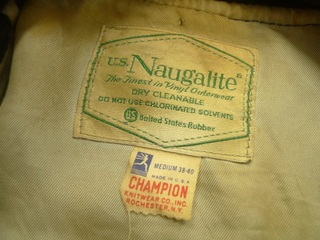 U.S. Naugalite®
The Finest in Vinyl Outerwear
DRY CLEANABLE
DO NOT USE CHLORINATED SOLVENTS
US United States Rubber
MEDIUM 38-40
MADE IN U.S.A.
CHAMPION
KNITWEAR CO., INC.
ROCHESTER, N.Y.